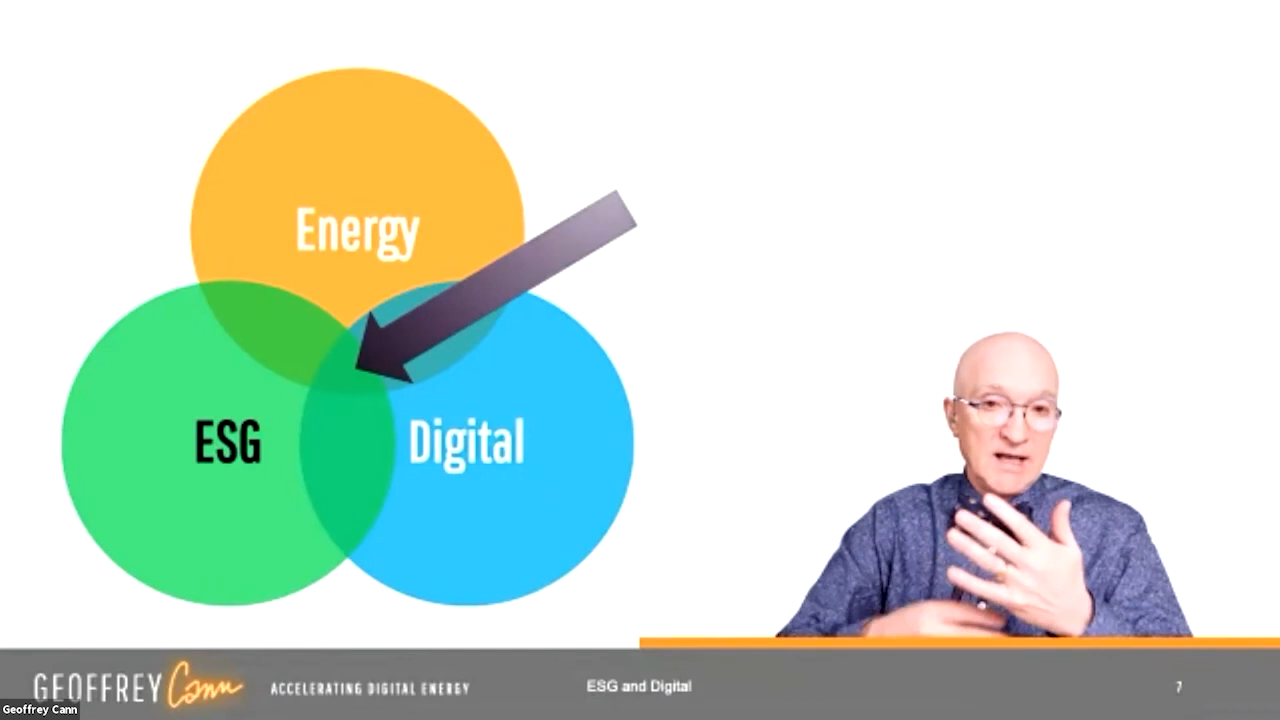 Energy
ESG
Digital
GEOFFREY Cann
ACCELERATING DIGITAL ENERGY
ESG and Digital
7
Geoffrey Cann